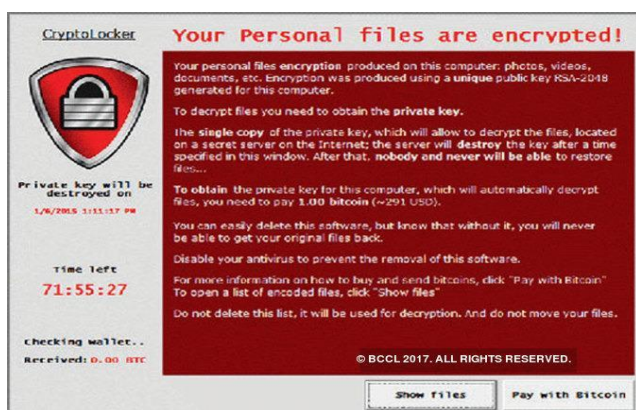 CryptoLocker
Your Personal files are encrypted!
Your personal files encryption produced on this computer: photos, videos,
documents, etc. Encryption was produced using a unique public key RSA-2048
generated for this computer.
To decrypt files you need to obtain the private key.
The single copy of the private key, which will allow to decrypt the files, located
on a secret server on the Internet; the server will destroy the key after a time
specified in this window. After that, nobody and never will be able to restore
files...
To obtain the private key for this computer, which will automatically decrypt
files, you need to pay 1.00 bitcoin (~291 USD).
You can easily delete this software, but know that without it, you will never
be able to get your original files back.
Disable your antivirus to prevent the removal of this software.
For more information on how to buy and send bitcoins, click "Pay with Bitcoin"
To open a list of encoded files, click "Show files"
Do not delete this list, it will be used for decryption. And do not move your files.
Private key will be
destroyed on
1/6/2015 1:11:17 PM
Time left
71:55:27
Checking wallet..
Received: 0.00 BTC
© BCCL 2017. ALL RIGHTS RESERVED.
Show files
Pay with Bitcoin